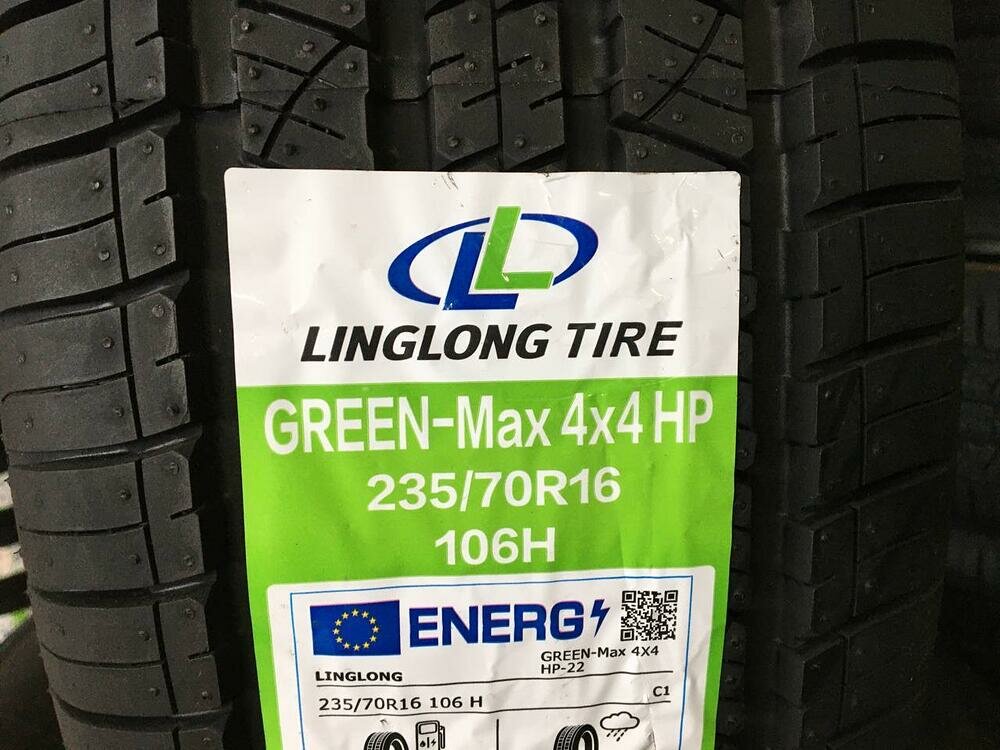 LINGLONG TIRE
GREEN-Max 4x4 HP
235/70R16
106H
ENERG
LINGLONG
GREEN-Max 4X4
HP-22
235/70R16 106 H
C1